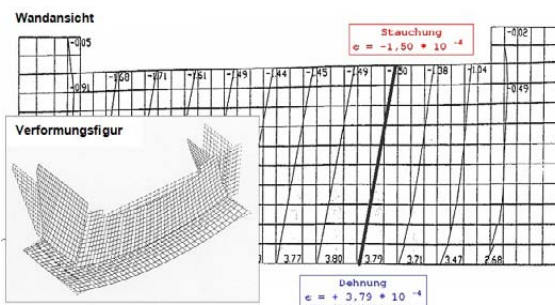 Wandansicht
Stauchung
e = -1,50 * 10 -4
-0.05
-0.02
-1.68 -1.71 -1.61 -1.49 -1.44 -1.45 -1.49 -1.50 -1.38 -1.04
-0.91
-0.49
Verformungsfigur
3.77 3.80 3.79 3.71 3.47 2.68
Dehnung
e = + 3,79 * 10 -4